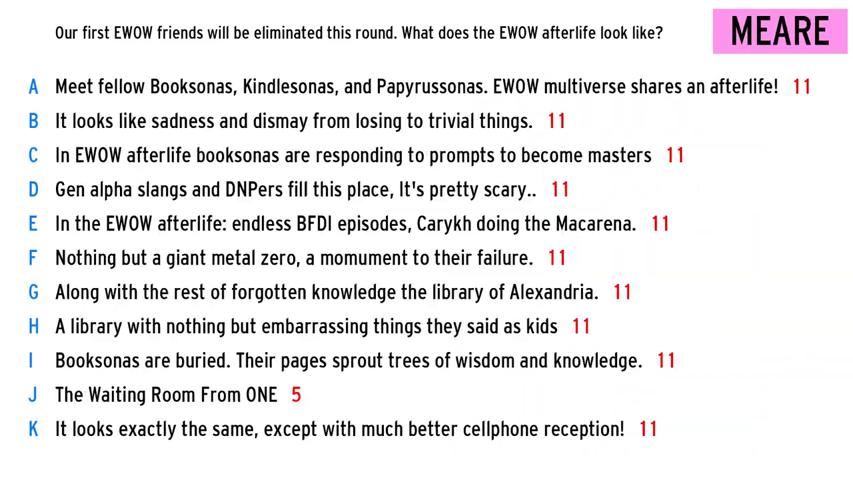 Our first EWOW friends will be eliminated this round. What does the EWOW afterlife look like?
MEARE
A Meet fellow Booksonas, Kindlesonas, and Papyrussonas. EWOW multiverse shares an afterlife! 11
B It looks like sadness and dismay from losing to trivial things. 11
C In EWOW afterlife booksonas are responding to prompts to become masters 11
D Gen alpha slangs and DNPers fill this place, It's pretty scary.. 11
E In the EWOW afterlife: endless BFDI episodes, Carykh doing the Macarena. 11
F Nothing but a giant metal zero, a momument to their failure. 11
G Along with the rest of forgotten knowledge the library of Alexandria. 11
H A library with nothing but embarrassing things they said as kids 11
I Booksonas are buried. Their pages sprout trees of wisdom and knowledge. 11
J The Waiting Room From ONE 5
K It looks exactly the same, except with much better cellphone reception! 11